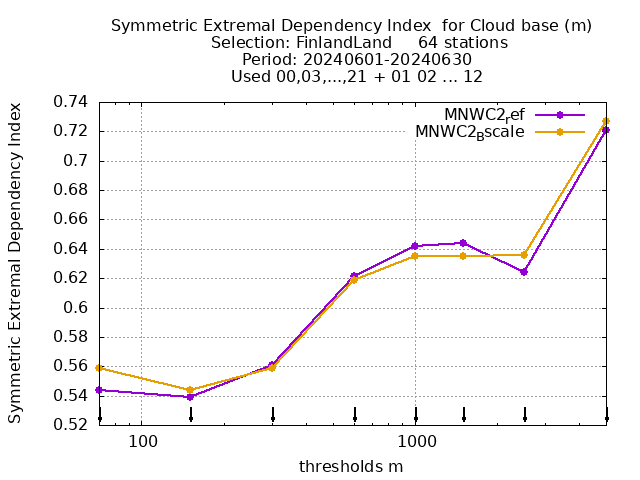 Symmetric Extremal Dependency Index  for Cloud base (m)
Selection: FinlandLand     64 stations
Period: 20240601-20240630
Used 00,03,...,21 + 01 02 ... 12
Symmetric Extremal Dependency Index
0.74
0.72
0.7
0.68
0.66
0.64
0.62
0.6
0.58
0.56
0.54
0.52
MNWC2ref
MNWC2Bscale
100
1000
thresholds m